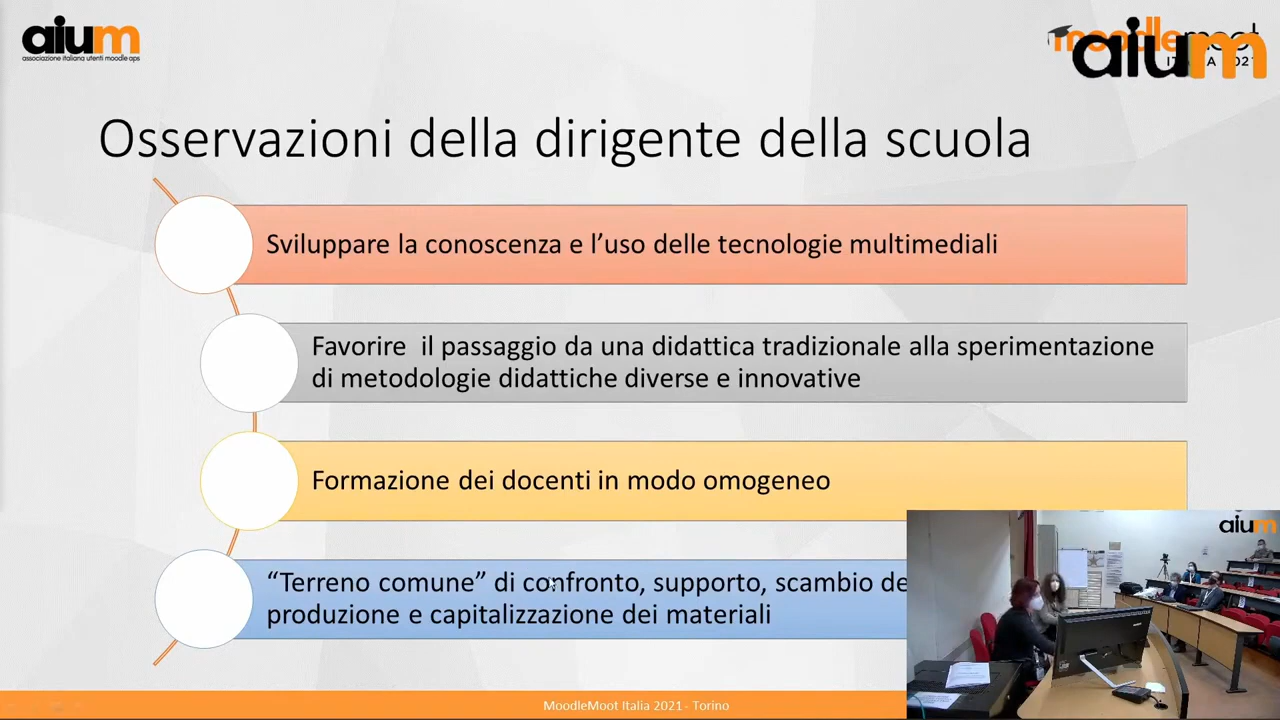 aium
associazione italiana utenti moodle aps
aium
Osservazioni della dirigente della scuola
Sviluppare la conoscenza e l’uso delle tecnologie multimediali
Favorire il passaggio da una didattica tradizionale alla sperimentazione
di metodologie didattiche diverse e innovative
Formazione dei docenti in modo omogeneo
“Terreno comune” di confronto, supporto, scambio de
produzione e capitalizzazione dei materiali
aium
MoodleMoot Italia 2021 - Torino